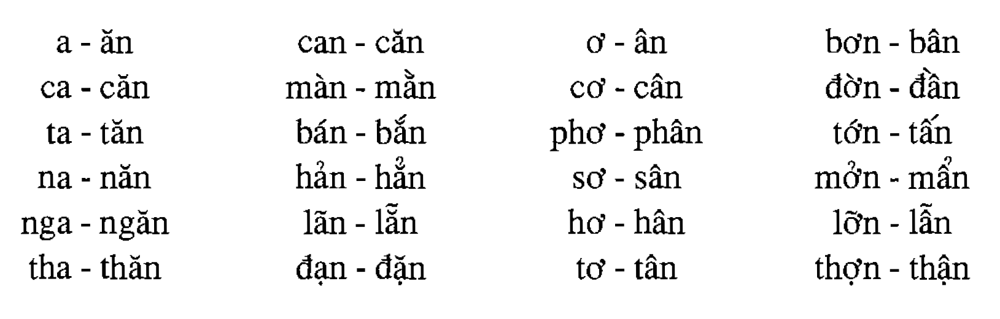 a - ăn can - căn ơ - ân bơn - bân
ca - căn màn - mằn cơ - cân đờn - đần
ta - tăn bán - bắn phơ - phân tớn - tấn
na - năn hản - hẳn sơ - sân mởn - mẩn
nga - ngăn lãn - lẵn hơ - hân lỡn - lẫn
tha - thăn đạn - đặn tơ - tân thợn - thận